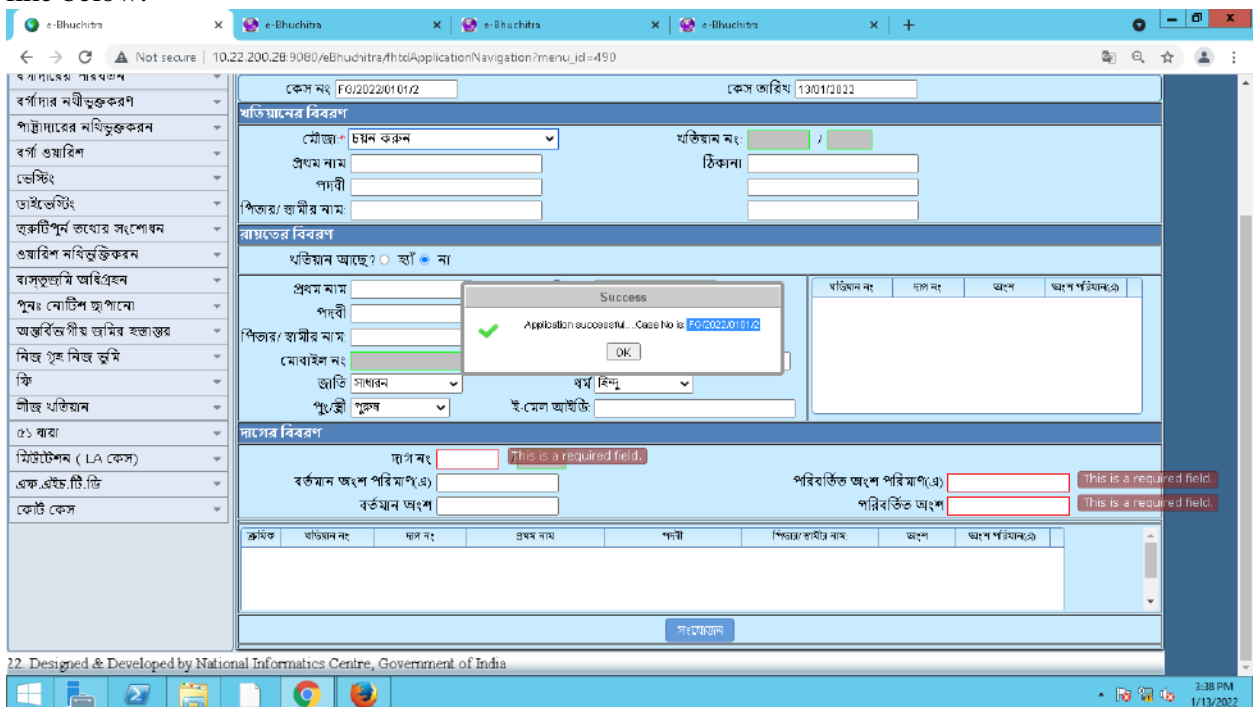 e-Bhuchitra
e-Bhuchitra
e-Bhuchitra
e-Bhuchitra
Not secure | 10.22.200.28:9080/eBhuchitra/fhtdApplicationNavigation?menu_id=490
বর্গাদারের পরিবর্তন
বর্গাদার নথীভুক্তকরণ
পাট্টাদারের নথিভুক্তকরন
বর্গা ওয়ারিশ
ভেস্টিং
ডাইভেস্টিং
ত্রুটিপূর্ন তথ্যের সংশোধন
ওয়ারিশ নথিভুক্তিকরন
বাস্তুজমি অধিগ্রহন
পুনঃ নোটিশ ছাপানো
অন্তর্বিভাগীয় জমির হস্তান্তর
নিজ গৃহ নিজ ভুমি
ফি
লীজ খতিয়ান
৫১ ধারা
মিউটেশন ( LA কেস)
এফ.এইচ.টি.ডি
কোর্ট কেস
কেস নং FG/2022/0101/2 কেস তারিখ 13/01/2022
খতিয়ানের বিবরণ
মৌজা:* চয়ন করুন খতিয়ান নং: /
প্রথম নাম ঠিকানা
পদবী
পিতার/ স্বামীর নাম:
রায়তের বিবরণ
খতিয়ান আছে? হ্যাঁ না
প্রথম নাম
পদবী
পিতার/ স্বামীর নাম:
মোবাইল নং
জাতি সাধারন ধর্ম হিন্দু
পুং/স্ত্রী পুরুষ ই-মেল আইডি:
খতিয়ান নং দাগ নং অংশ অংশ পরিমান(এ)
Success
Application successful....Case No is: FG/2022/0101/2
OK
দাগের বিবরণ
দাগ নং / This is a required field.
বর্তমান অংশ পরিমাণ(এ) পরিবর্তিত অংশ পরিমাণ(এ) This is a required field.
বর্তমান অংশ পরিবর্তিত অংশ This is a required field.
ক্রমিক খতিয়ান নং দাগ নং প্রথম নাম পদবী পিতার/স্বামীর নাম: অংশ অংশ পরিমান(এ)
সংযোজন
22. Designed & Developed by National Informatics Centre, Government of India
3:38 PM
1/13/2022